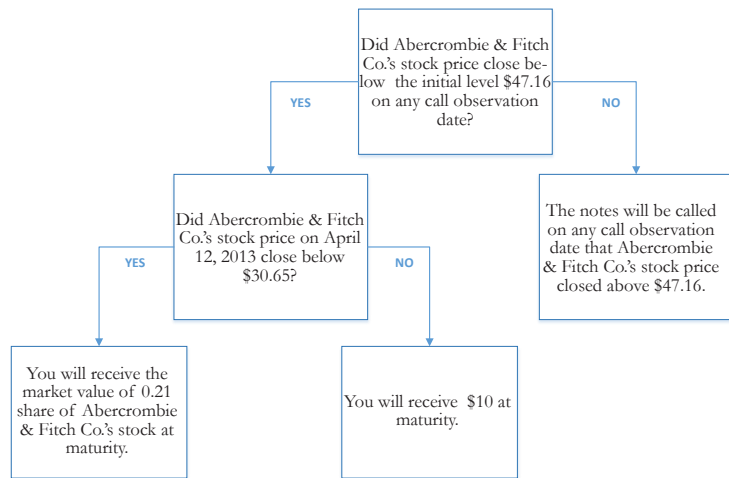 Did Abercrombie & Fitch
Co.'s stock price close be-
low the initial level $47.16
on any call observation
date?
YES
NO
Did Abercrombie & Fitch
Co.'s stock price on April
12, 2013 close below
$30.65?
The notes will be called
on any call observation
date that Abercrombie
& Fitch Co.'s stock price
closed above $47.16.
YES
NO
You will receive the
market value of 0.21
share of Abercrombie
& Fitch Co.'s stock at
maturity.
You will receive $10 at
maturity.